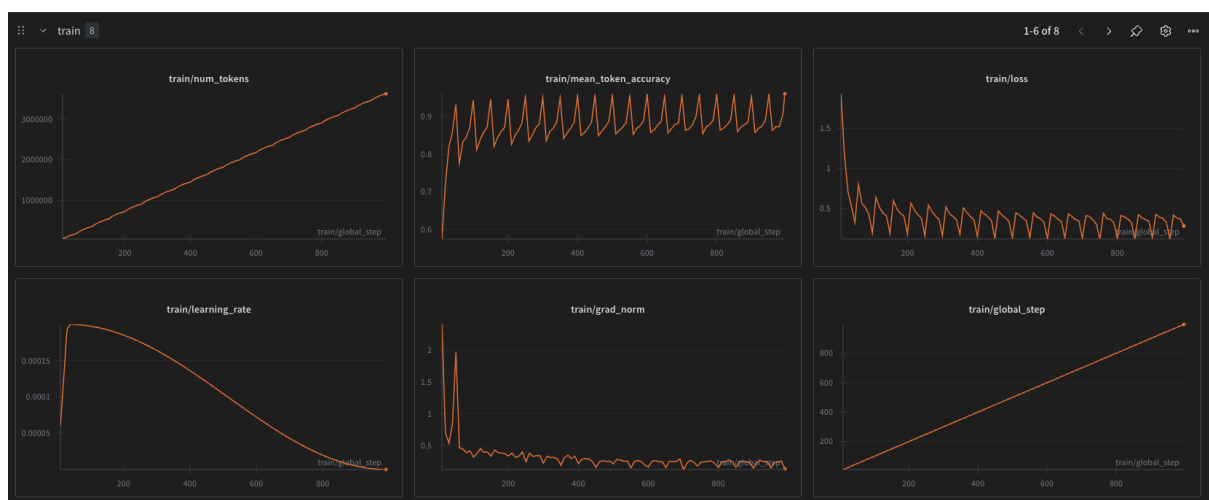 train 8
1-6 of 8
train/num_tokens
3000000
2000000
1000000
train/global_step
200 400 600 800
train/mean_token_accuracy
0.9
0.8
0.7
0.6
train/global_step
200 400 600 800
train/loss
1.5
1
0.5
train/global_step
200 400 600 800
train/learning_rate
0.00015
0.0001
0.00005
train/global_step
200 400 600 800
train/grad_norm
2
1.5
1
0.5
train/global_step
200 400 600 800
train/global_step
800
600
400
200
train/global_step
200 400 600 800